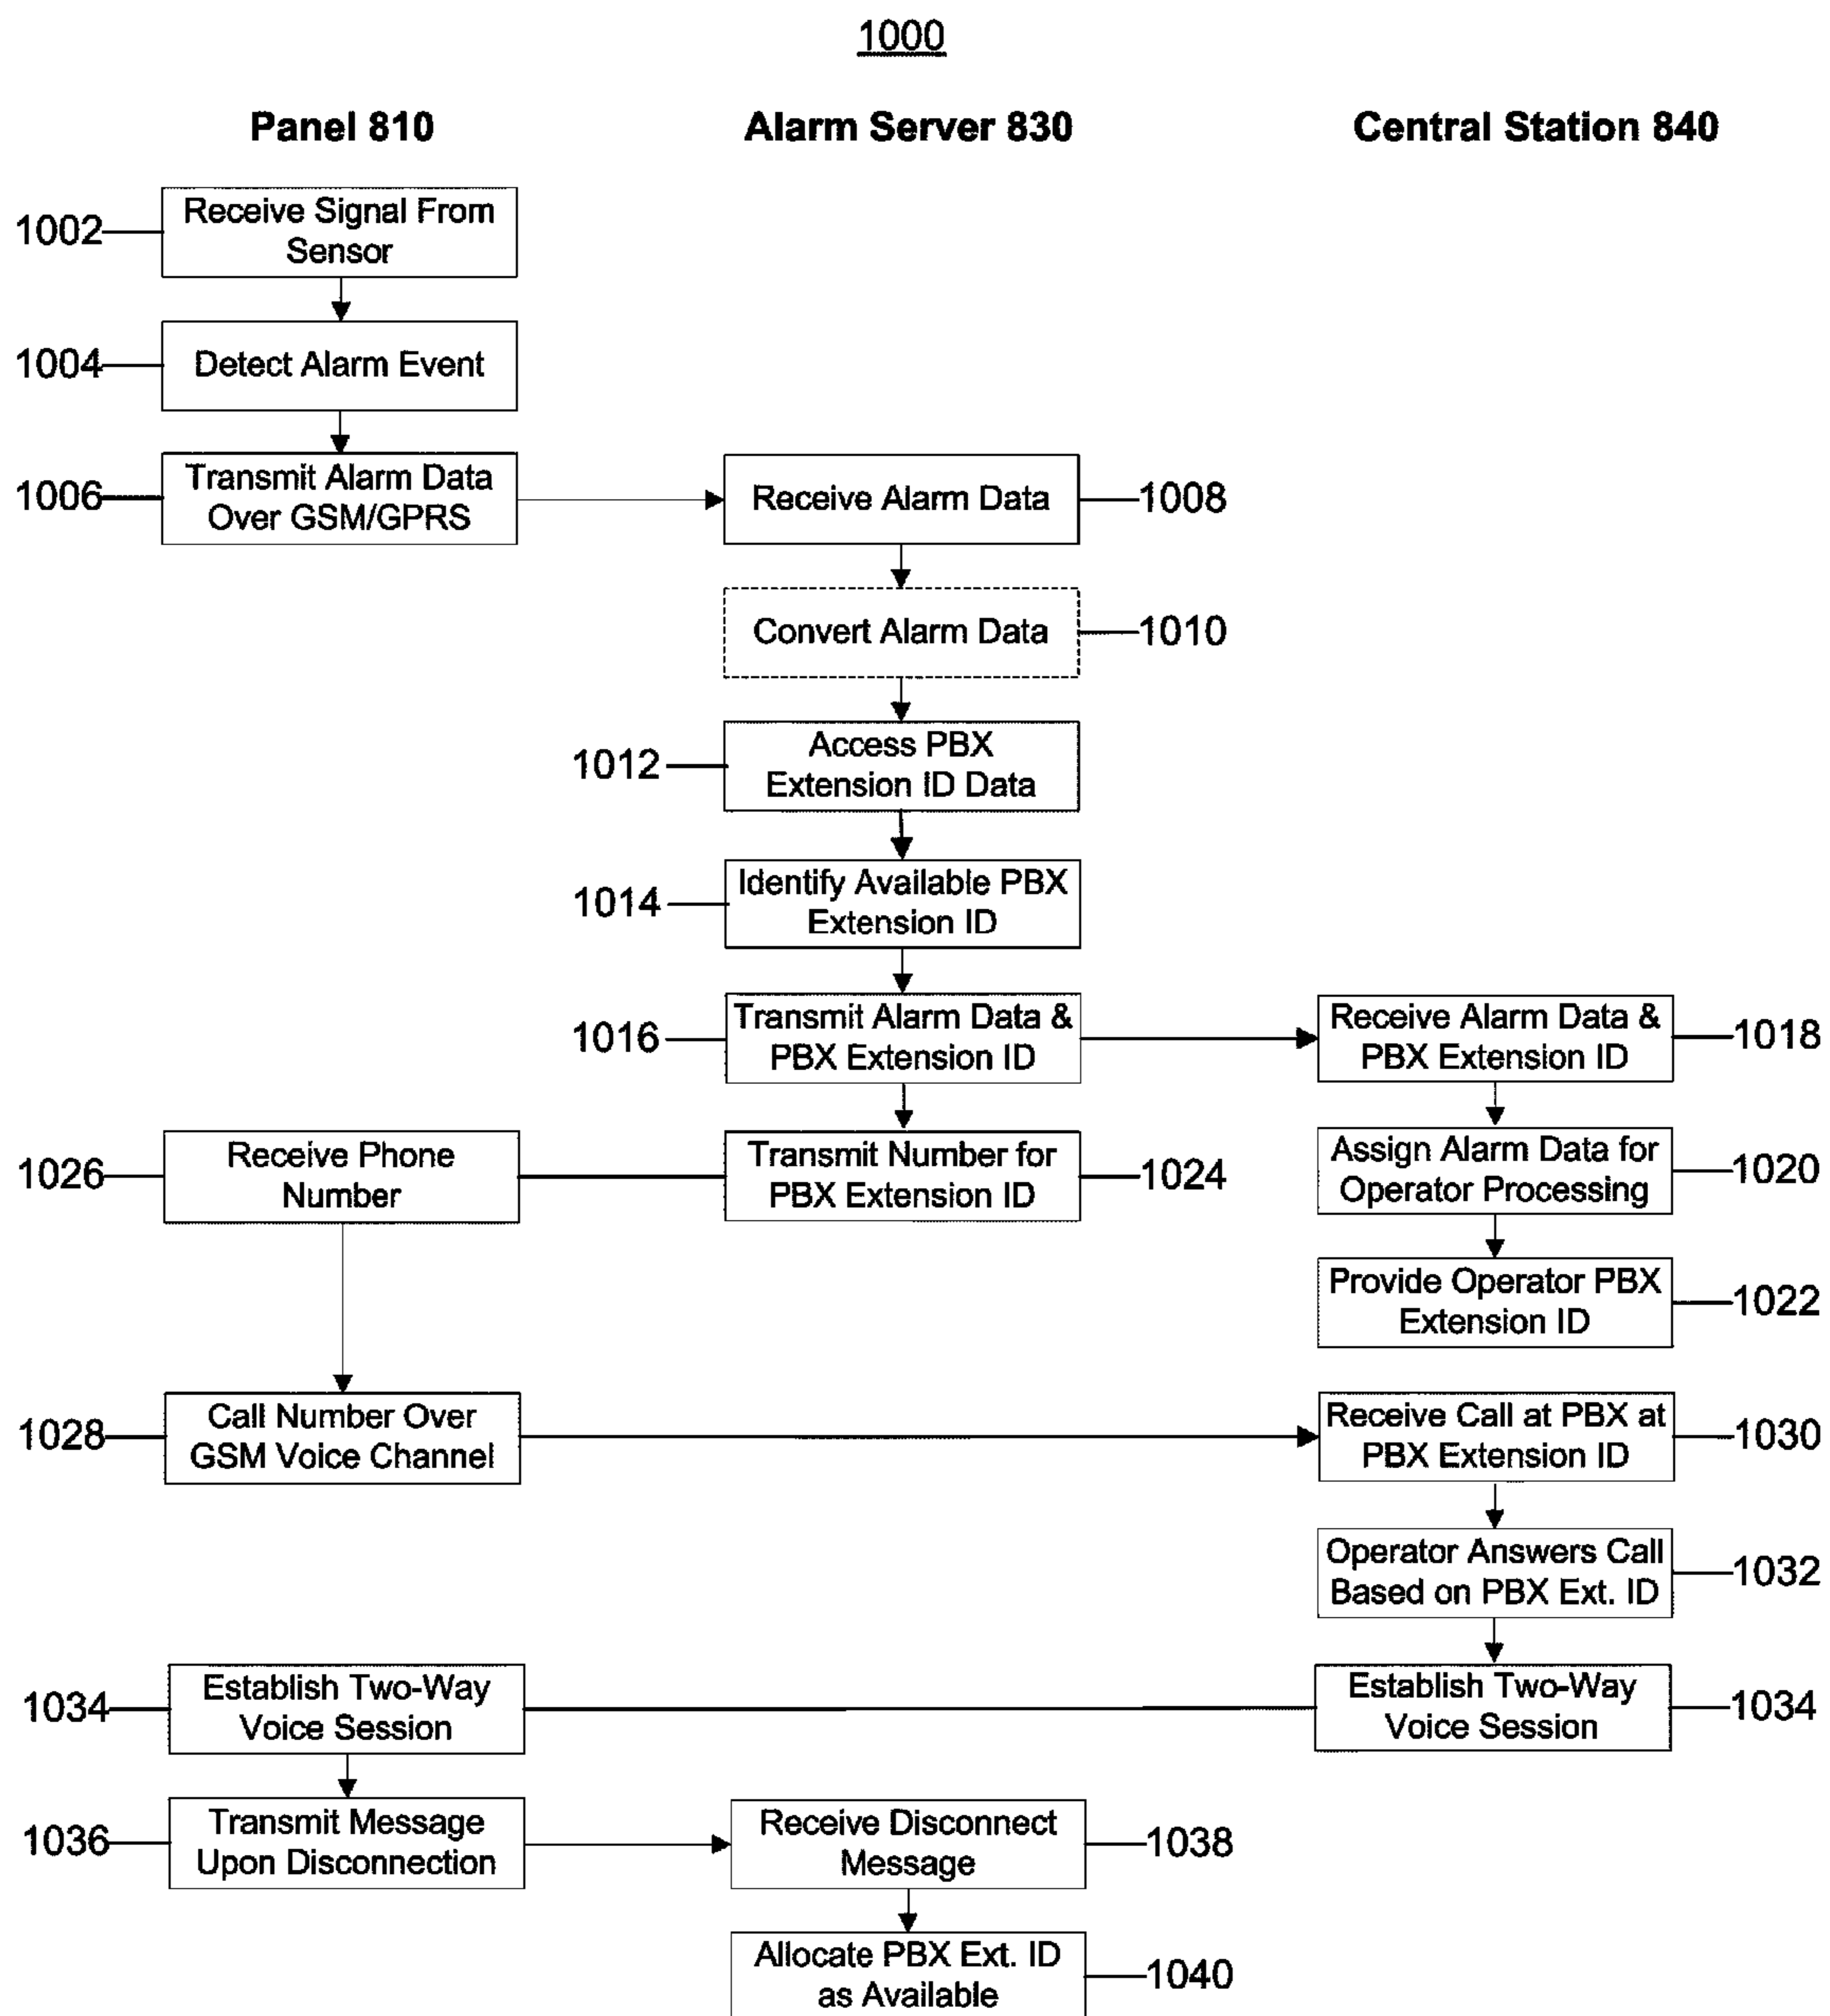 1000
Panel 810
Alarm Server 830
Central Station 840
1002
Receive Signal From
Sensor
1004
Detect Alarm Event
1006
Transmit Alarm Data
Over GSM/GPRS
Receive Alarm Data
1008
Convert Alarm Data
1010
1012
Access PBX
Extension ID Data
1014
Identify Available PBX
Extension ID
1016
Transmit Alarm Data &
PBX Extension ID
Receive Alarm Data &
PBX Extension ID
1018
1026
Receive Phone
Number
Transmit Number for
PBX Extension ID
1024
Assign Alarm Data for
Operator Processing
1020
Provide Operator PBX
Extension ID
1022
1028
Call Number Over
GSM Voice Channel
Receive Call at PBX at
PBX Extension ID
1030
Operator Answers Call
Based on PBX Ext. ID
1032
1034
Establish Two-Way
Voice Session
Establish Two-Way
Voice Session
1034
1036
Transmit Message
Upon Disconnection
Receive Disconnect
Message
1038
Allocate PBX Ext. ID
as Available
1040